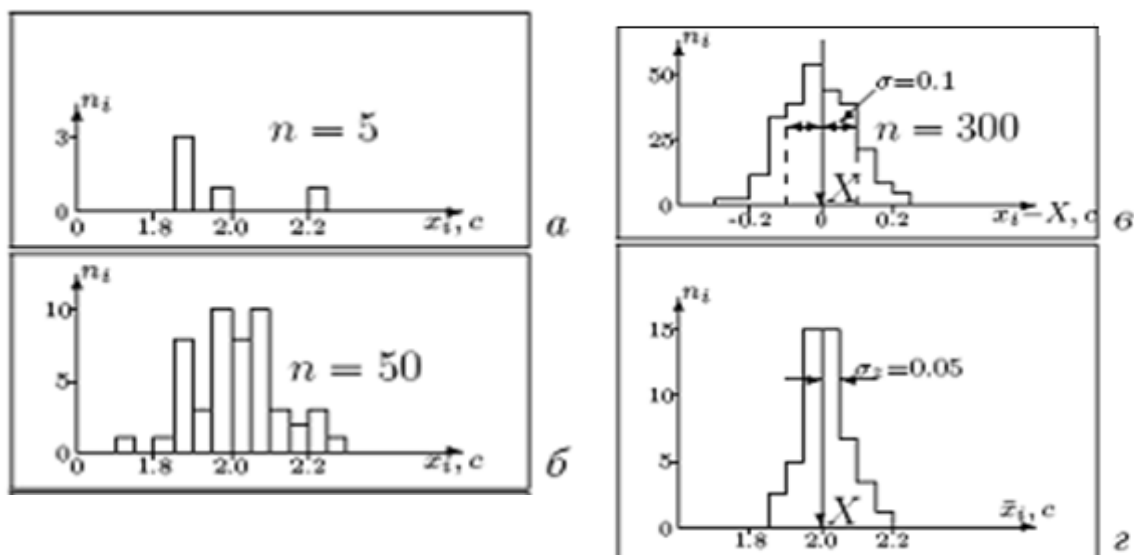 n_i
3
0
n = 5
0
1.8
2.0
2.2
x_i, c
а
n_i
10
5
0
n = 50
0
1.8
2.0
2.2
x_i, c
б
n_i
50
25
0
σ=0.1
n = 300
X
-0.2
0
0.2
x_i−X, c
в
n_i
15
10
5
0
σ_2=0.05
X
x̄_i, c
1.8
2.0
2.2
г